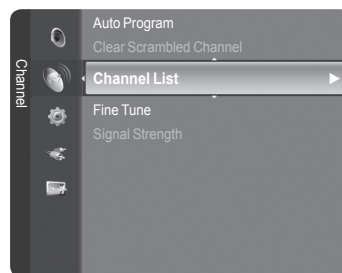 Channel
Auto Program
Clear Scrambled Channel
Channel List
Fine Tune
Signal Strength